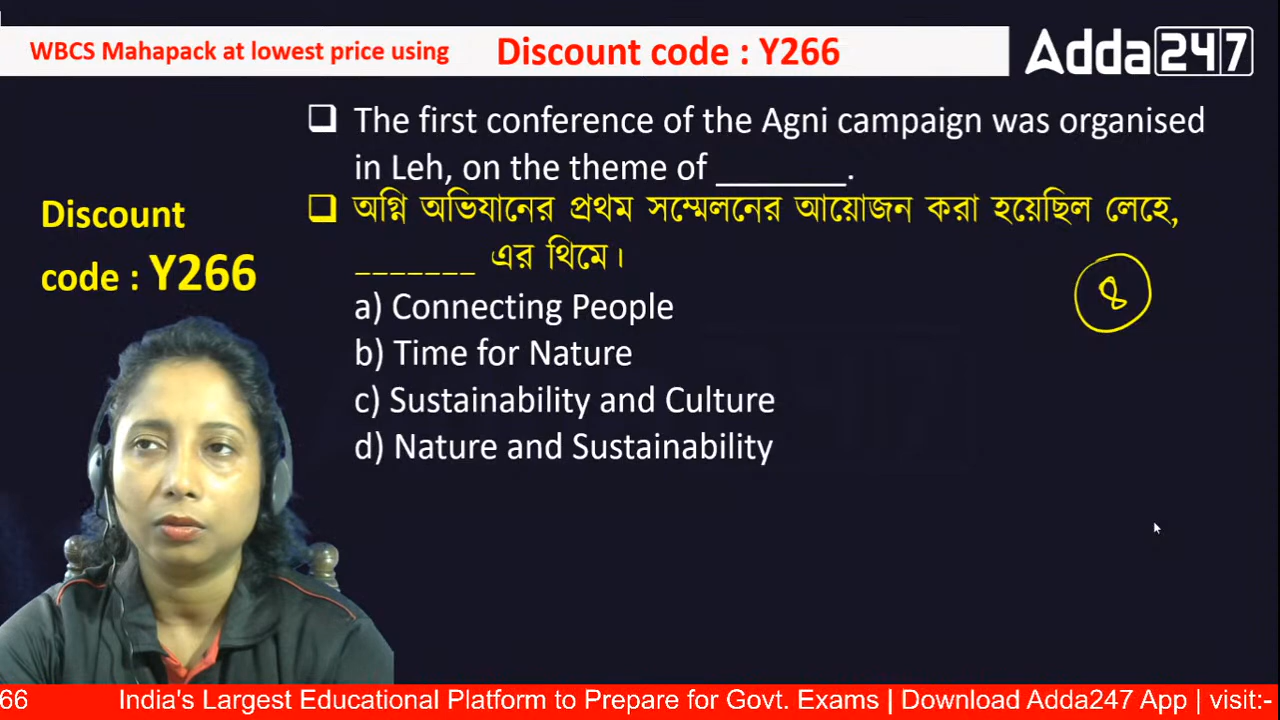 WBCS Mahapack at lowest price using
Discount code : Y266
Adda247
The first conference of the Agni campaign was organised
in Leh, on the theme of _______.
অগ্নি অভিযানের প্রথম সম্মেলনের আয়োজন করা হয়েছিল লেহে,
_______ এর থিমে।
Discount
code : Y266
a) Connecting People
b) Time for Nature
c) Sustainability and Culture
d) Nature and Sustainability
8
66 India's Largest Educational Platform to Prepare for Govt. Exams | Download Adda247 App | visit:-